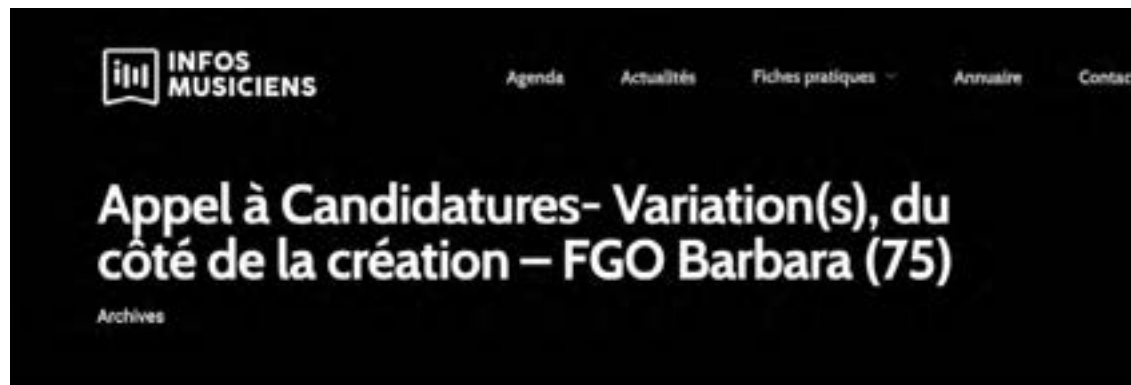 INFOS
MUSICIENS
Agenda Actualités Fiches pratiques Annuaire Contac
Appel à Candidatures- Variation(s), du
côté de la création – FGO Barbara (75)
Archives